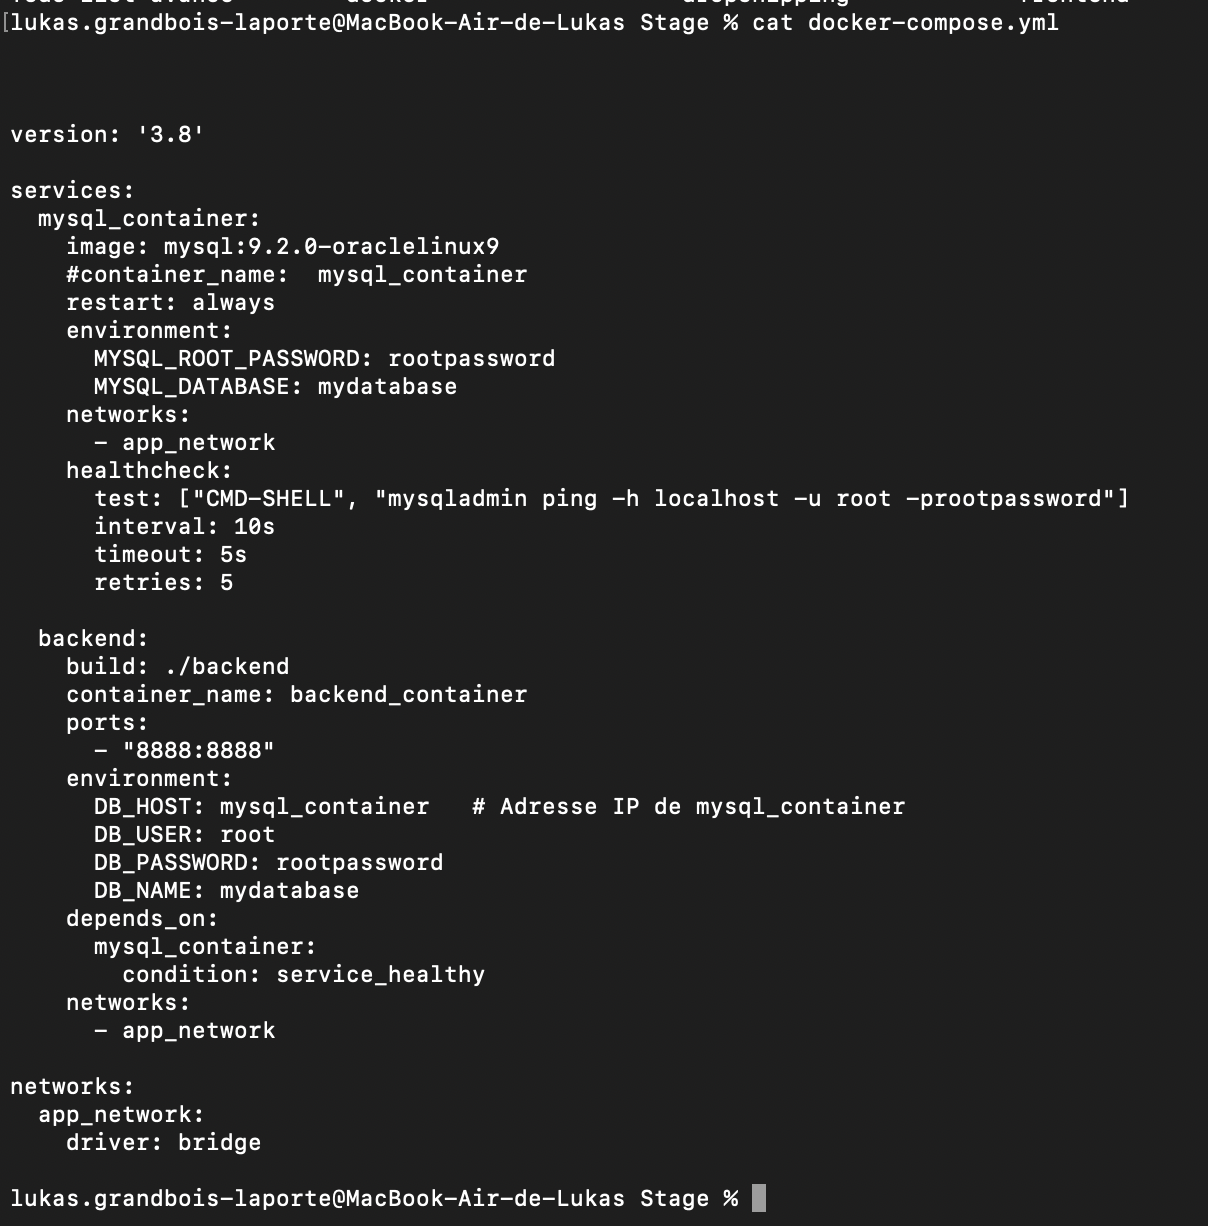 [lukas.grandbois-laporte@MacBook-Air-de-Lukas Stage % cat docker-compose.yml
version: '3.8'
services:
  mysql_container:
    image: mysql:9.2.0-oraclelinux9
    #container_name:  mysql_container
    restart: always
    environment:
      MYSQL_ROOT_PASSWORD: rootpassword
      MYSQL_DATABASE: mydatabase
    networks:
      - app_network
    healthcheck:
      test: ["CMD-SHELL", "mysqladmin ping -h localhost -u root -prootpassword"]
      interval: 10s
      timeout: 5s
      retries: 5
  backend:
    build: ./backend
    container_name: backend_container
    ports:
      - "8888:8888"
    environment:
      DB_HOST: mysql_container   # Adresse IP de mysql_container
      DB_USER: root
      DB_PASSWORD: rootpassword
      DB_NAME: mydatabase
    depends_on:
      mysql_container:
        condition: service_healthy
    networks:
      - app_network
networks:
  app_network:
    driver: bridge
lukas.grandbois-laporte@MacBook-Air-de-Lukas Stage %